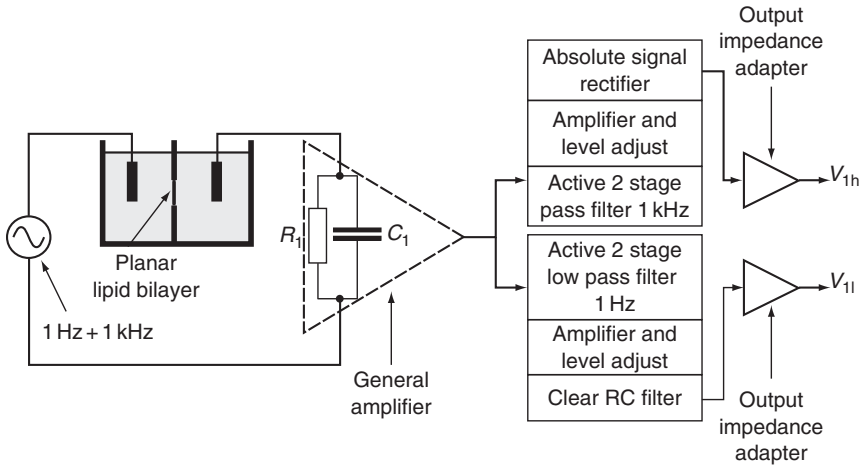 Output
impedance
adapter
Absolute signal
rectifier
Amplifier and
level adjust
Active 2 stage
pass filter 1 kHz
V1h
R1
C1
Planar
lipid bilayer
1 Hz + 1 kHz
General
amplifier
Active 2 stage
low pass filter
1 Hz
Amplifier and
level adjust
Clear RC filter
V1l
Output
impedance
adapter